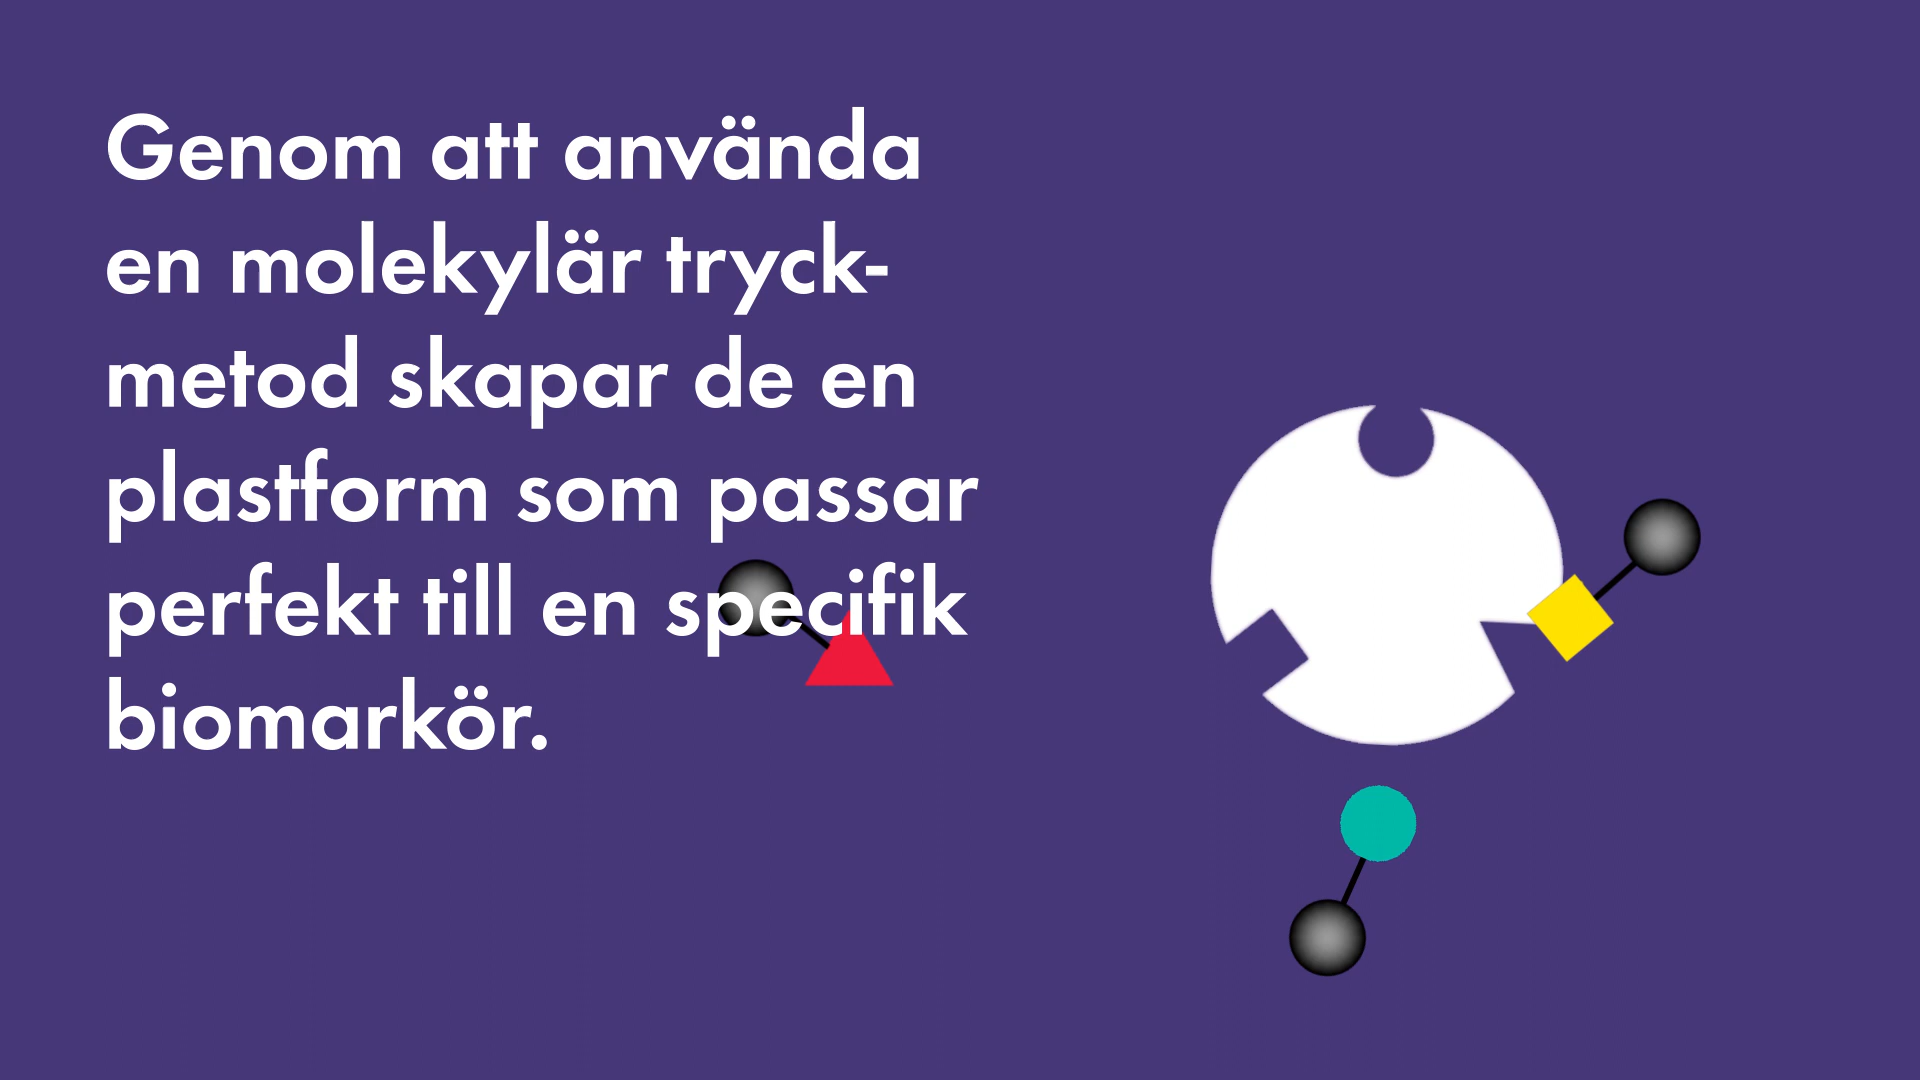 Genom att använda
en molekylär tryck-
metod skapar de en
plastform som passar
perfekt till en specifik
biomarkör.